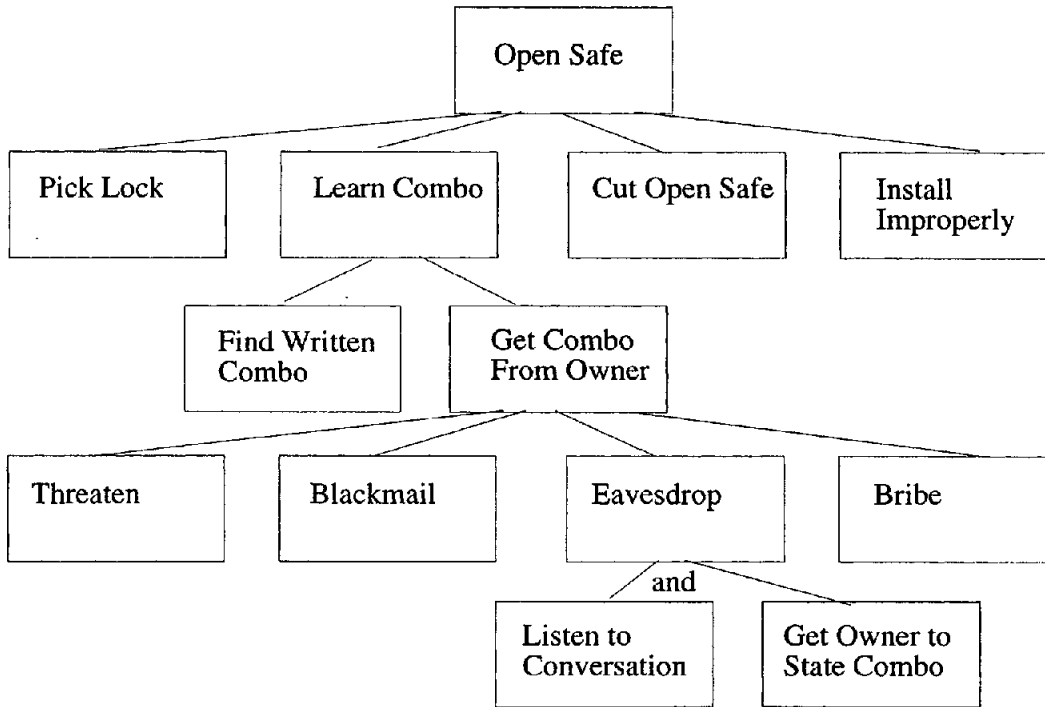 Open Safe
Pick Lock
Learn Combo
Cut Open Safe
Install
Improperly
Find Written
Combo
Get Combo
From Owner
Threaten
Blackmail
Eavesdrop
Bribe
and
Listen to
Conversation
Get Owner to
State Combo